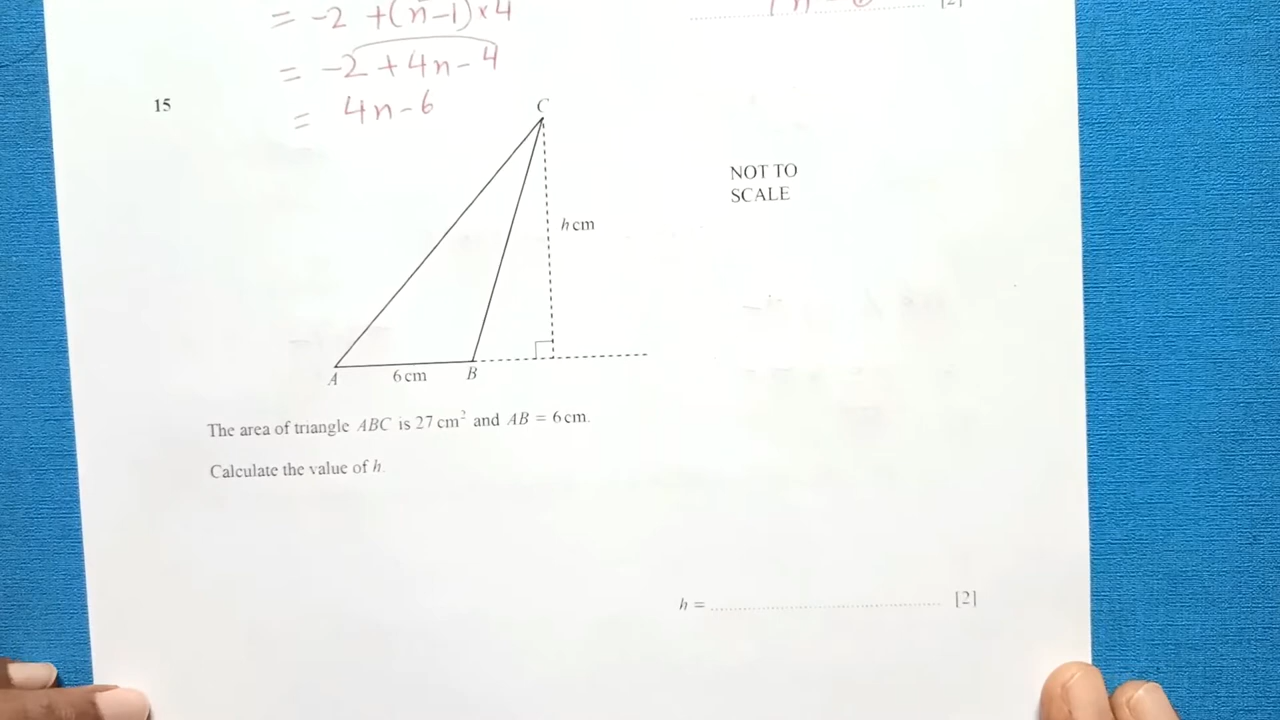 = -2 +(n-1)×4
[2]
= -2 + 4n - 4
15
= 4n - 6
C
NOT TO
SCALE
h cm
A 6 cm B
The area of triangle ABC is 27 cm² and AB = 6 cm.
Calculate the value of h.
h = ........................................ [2]